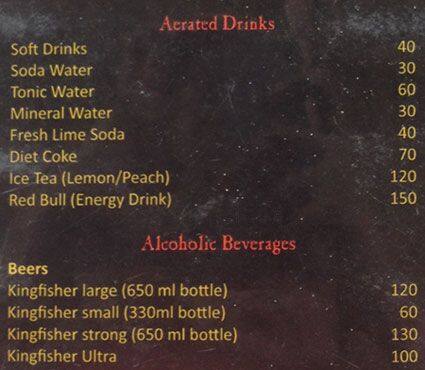 Aerated Drinks
Soft Drinks 40
Soda Water 30
Tonic Water 60
Mineral Water 30
Fresh Lime Soda 40
Diet Coke 70
Ice Tea (Lemon/Peach) 120
Red Bull (Energy Drink) 150
Alcoholic Beverages
Beers
Kingfisher large (650 ml bottle) 120
Kingfisher small (330ml bottle) 60
Kingfisher strong (650 ml bottle) 130
Kingfisher Ultra 100